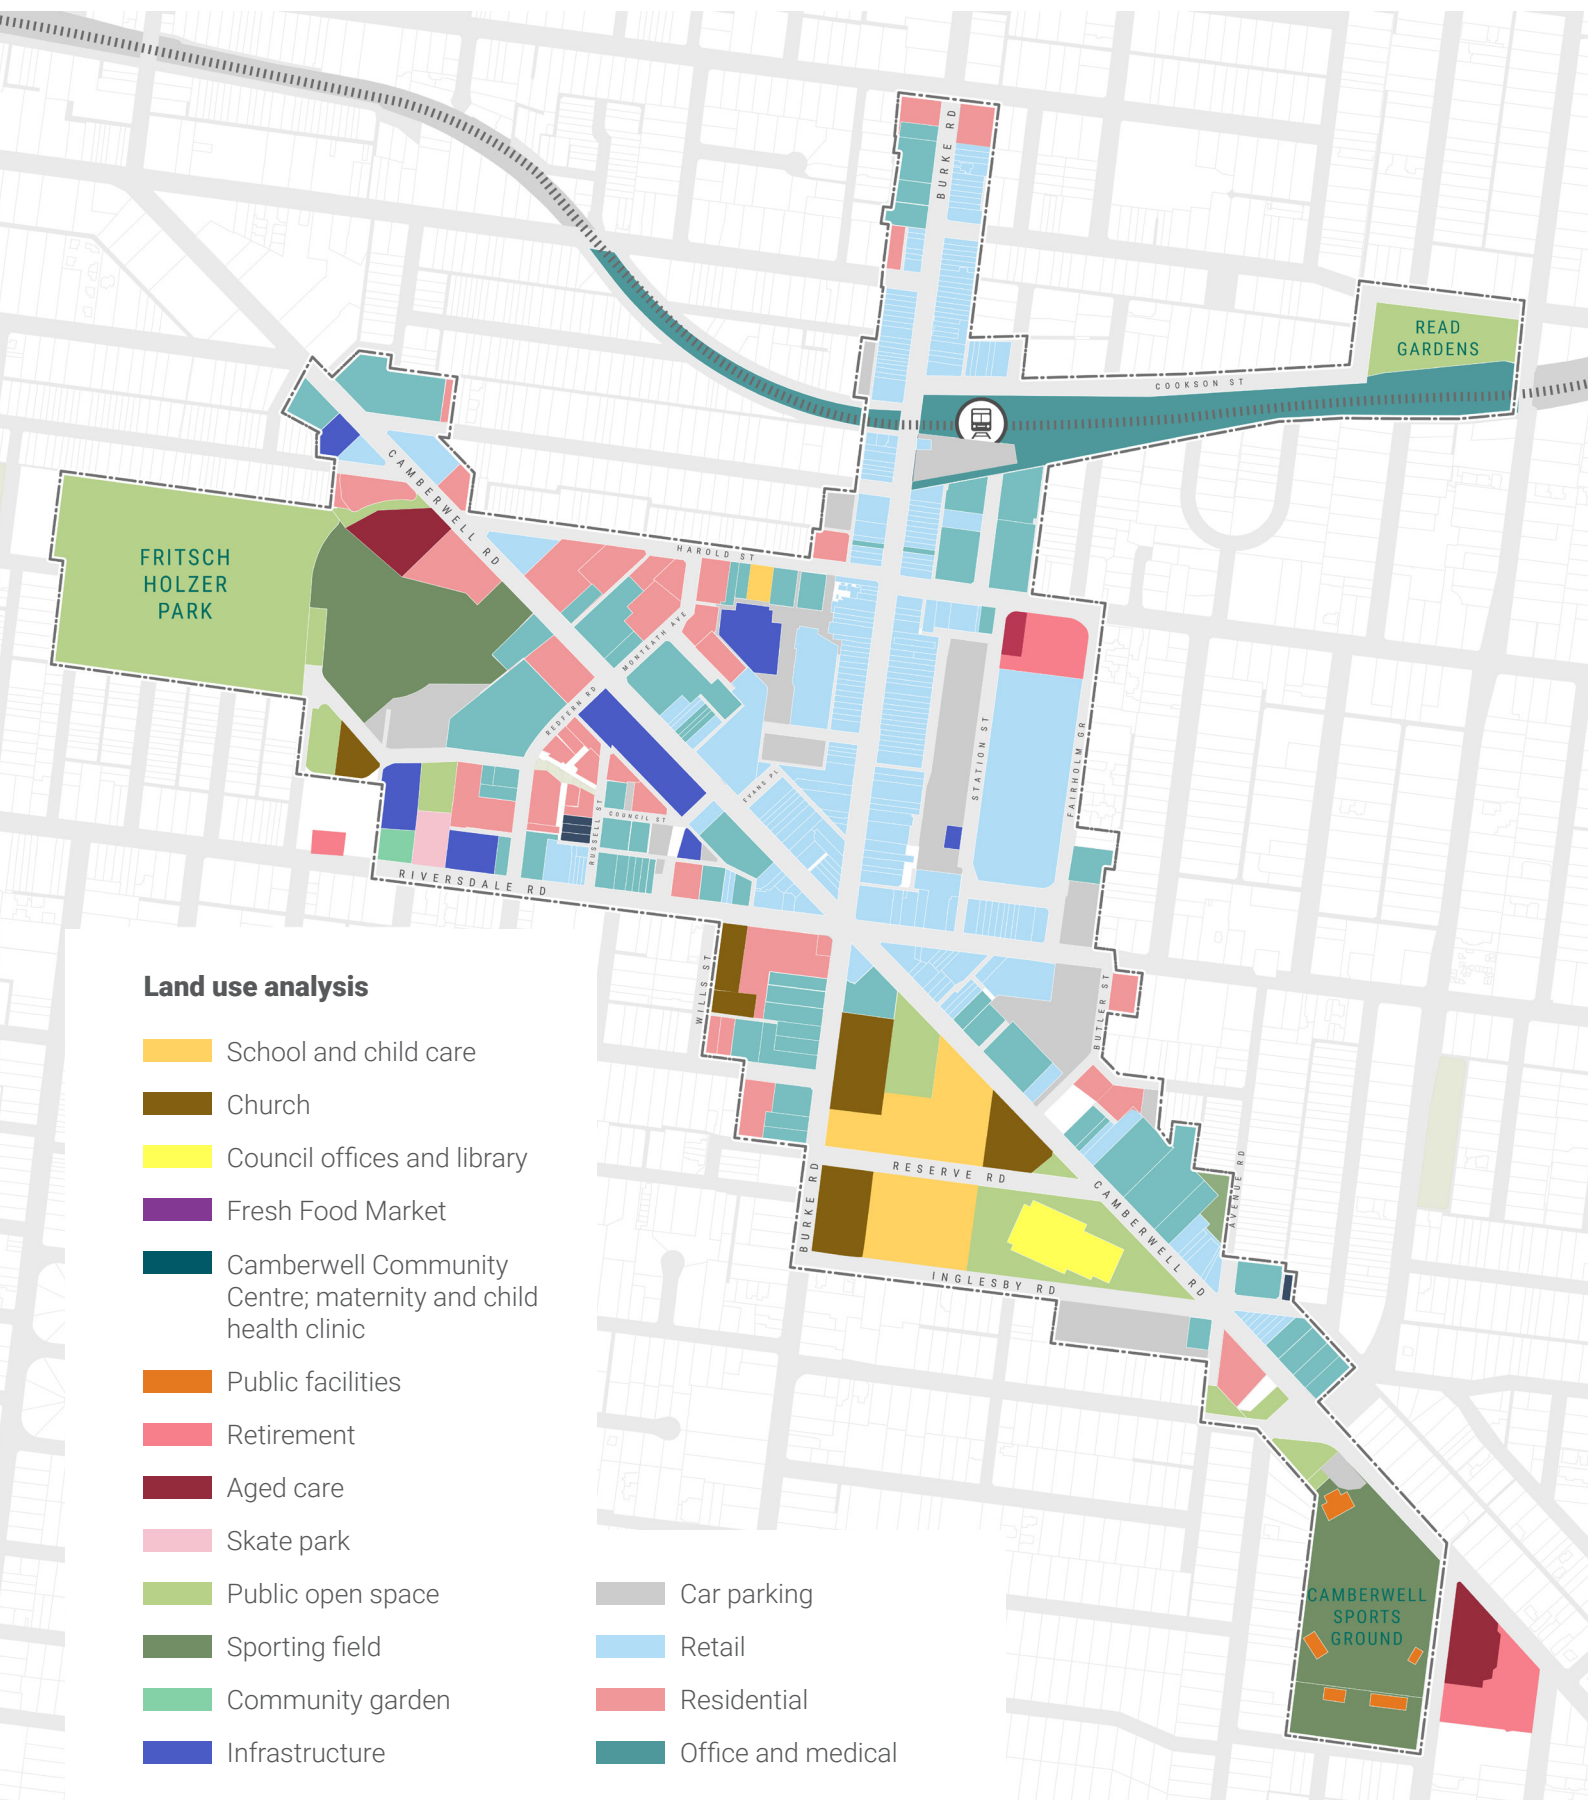 BURKE RD
READ
GARDENS
COOKSON ST
CAMBERWELL RD
HAROLD ST
FRITSCH
HOLZER
PARK
MONTEATH AVE
REDFERN RD
STATION ST
FAIRHOLM GR
EVANS PL
COUNCIL ST
RUSSELL ST
RIVERSDALE RD
WILLS ST
BUTLER ST
RESERVE RD
BURKE RD
CAMBERWELL RD
AVENUE RD
INGLESBY RD
CAMBERWELL
SPORTS
GROUND
Land use analysis
School and child care
Church
Council offices and library
Fresh Food Market
Camberwell Community
Centre; maternity and child
health clinic
Public facilities
Retirement
Aged care
Skate park
Public open space
Sporting field
Community garden
Infrastructure
Car parking
Retail
Residential
Office and medical